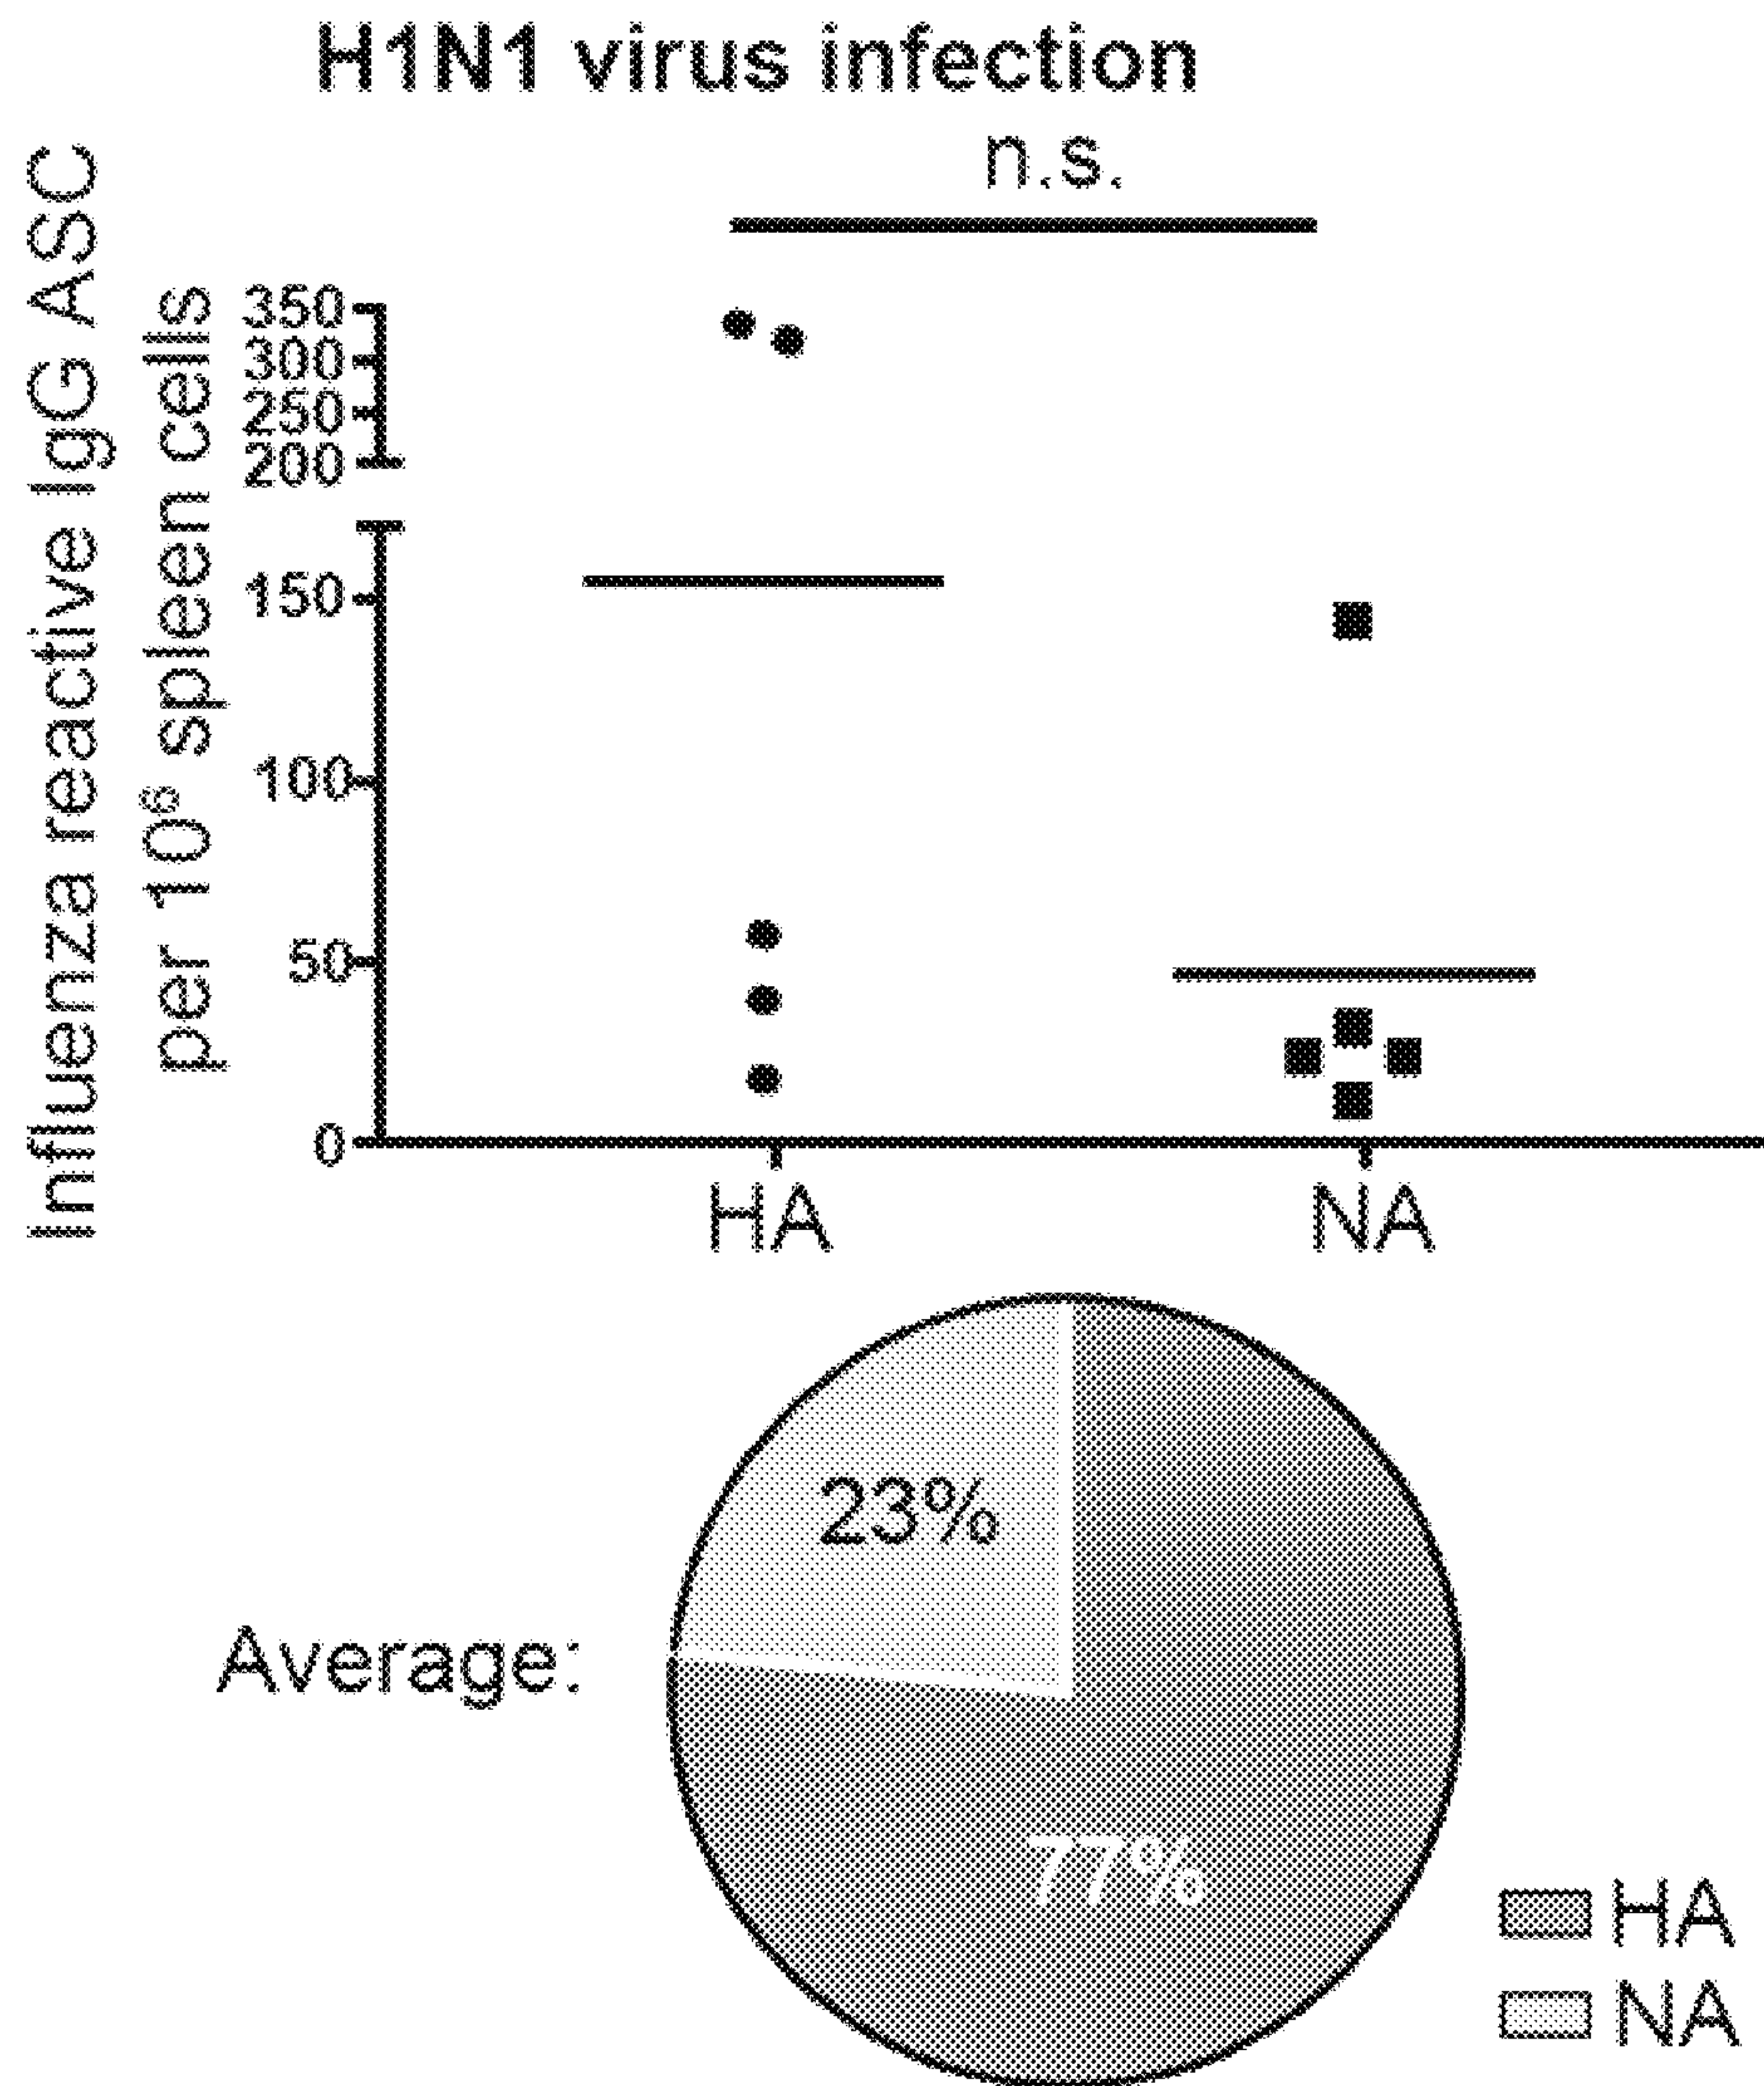 H1N1 virus infection
n.s.
Influenza reactive IgG ASC
per 10⁶ spleen cells
350
300
250
200
150
100
50
0
HA
NA
23%
Average:
77%
HA
NA